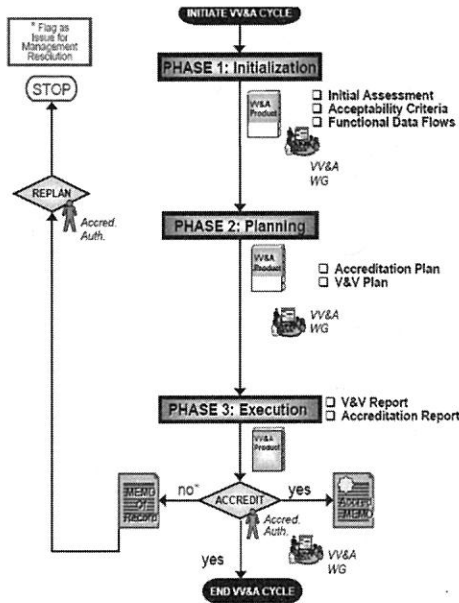 INITIATE VV&A CYCLE
* Flag as
Issue for
Management
Resolution
PHASE 1: Initialization
STOP
VV&A
Product
❑ Initial Assessment
❑ Acceptability Criteria
❑ Functional Data Flows
VV&A
WG
REPLAN
Accred.
Auth.
PHASE 2: Planning
VV&A
Product
❑ Accreditation Plan
❑ V&V Plan
VV&A
WG
PHASE 3: Execution
❑ V&V Report
❑ Accreditation Report
VV&A
Product
MEMO
Of
Record
no*
ACCREDIT
yes
Accred
MEMO
Accred.
Auth.
yes
VV&A
WG
END VV&A CYCLE